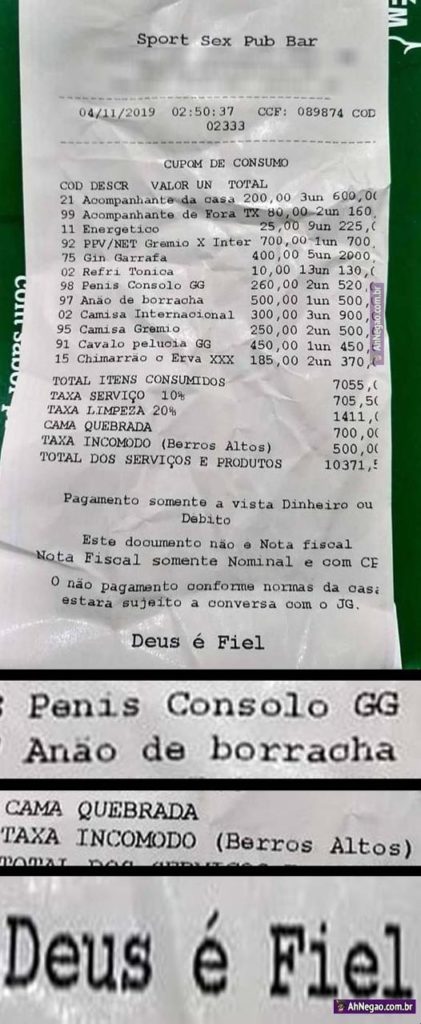 Sport Sex Pub Bar
04/11/2019 02:50:37 CCF: 089874 COD
02333
CUPOM DE CONSUMO
COD DESCR VALOR UN TOTAL
21 Acompanhante da casa 200,00 3un 600,00
99 Acompanhante de Fora TX 80,00 2un 160,
11 Energetico 25,00 9un 225,(
92 PPV/NET Gremio X Inter 700,00 1un 700,
75 Gin Garrafa 400,00 5un 2000,
02 Refri Tonica 10,00 13un 130,(
98 Penis Consolo GG 260,00 2un 520,
97 Anão de borracha 500,00 1un 500,
02 Camisa Internacional 300,00 3un 900,
95 Camisa Gremio 250,00 2un 500,
91 Cavalo pelucia GG 450,00 1un 450,
15 Chimarrão o Erva XXX 185,00 2un 370,
AhNegao.com.br
TOTAL ITENS CONSUMIDOS 7055,(
TAXA SERVIÇO 10% 705,50
TAXA LIMPEZA 20% 1411,(
CAMA QUEBRADA 700,00
TAXA INCOMODO (Berros Altos) 500,00
TOTAL DOS SERVIÇOS E PRODUTOS 10371,5
Pagamento somente a vista Dinheiro ou
Debito
Este documento não e Nota fiscal
Nota Fiscal somente Nominal e com CP
O não pagamento conforme normas da casa
estara sujeito a conversa com o JG.
Deus é Fiel
Penis Consolo GG
Anão de borracha
CAMA QUEBRADA
TAXA INCOMODO (Berros Altos)
Deus é Fiel
AhNegao.com.br